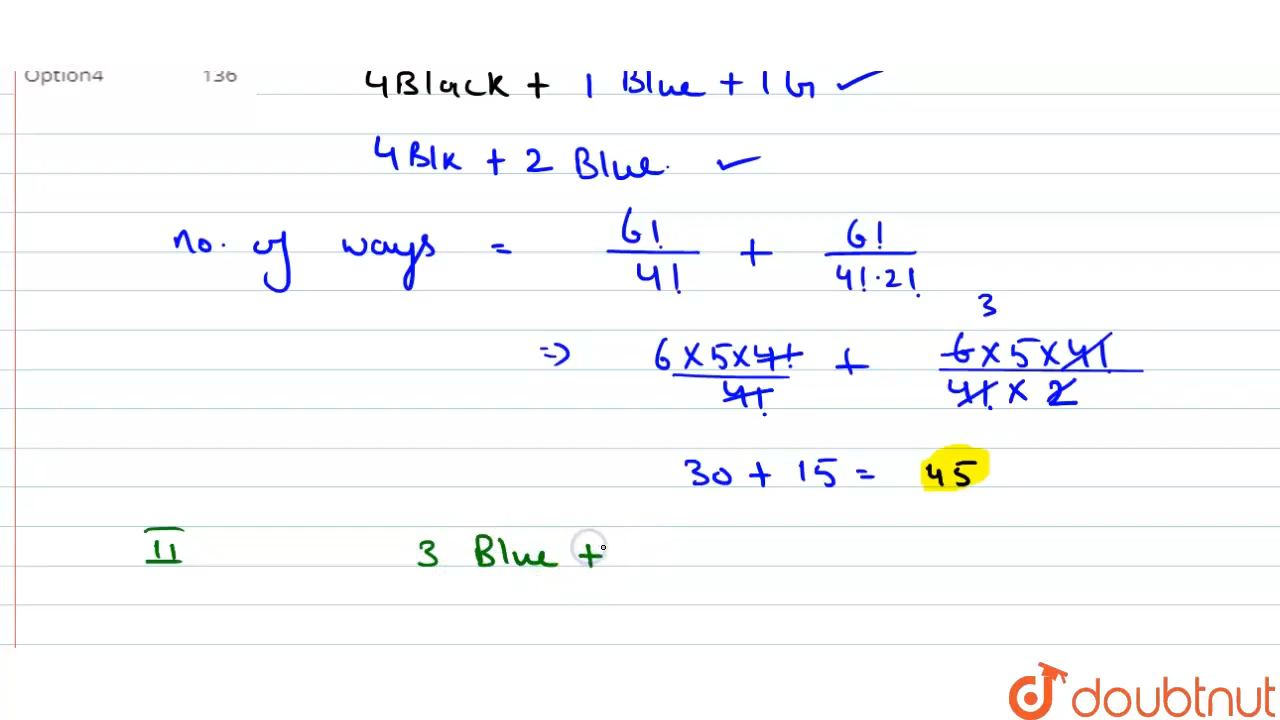 Option4 136
4Black + 1 Blue + 1 G ✓
4Blk + 2 Blue. ✓
no. of ways = 6!/4! + 6!/4!·2!
3
=> 6×5×4!/4! + 6×5×4!/4!×2
30 + 15 = 45
II 3 Blue +
doubtnut